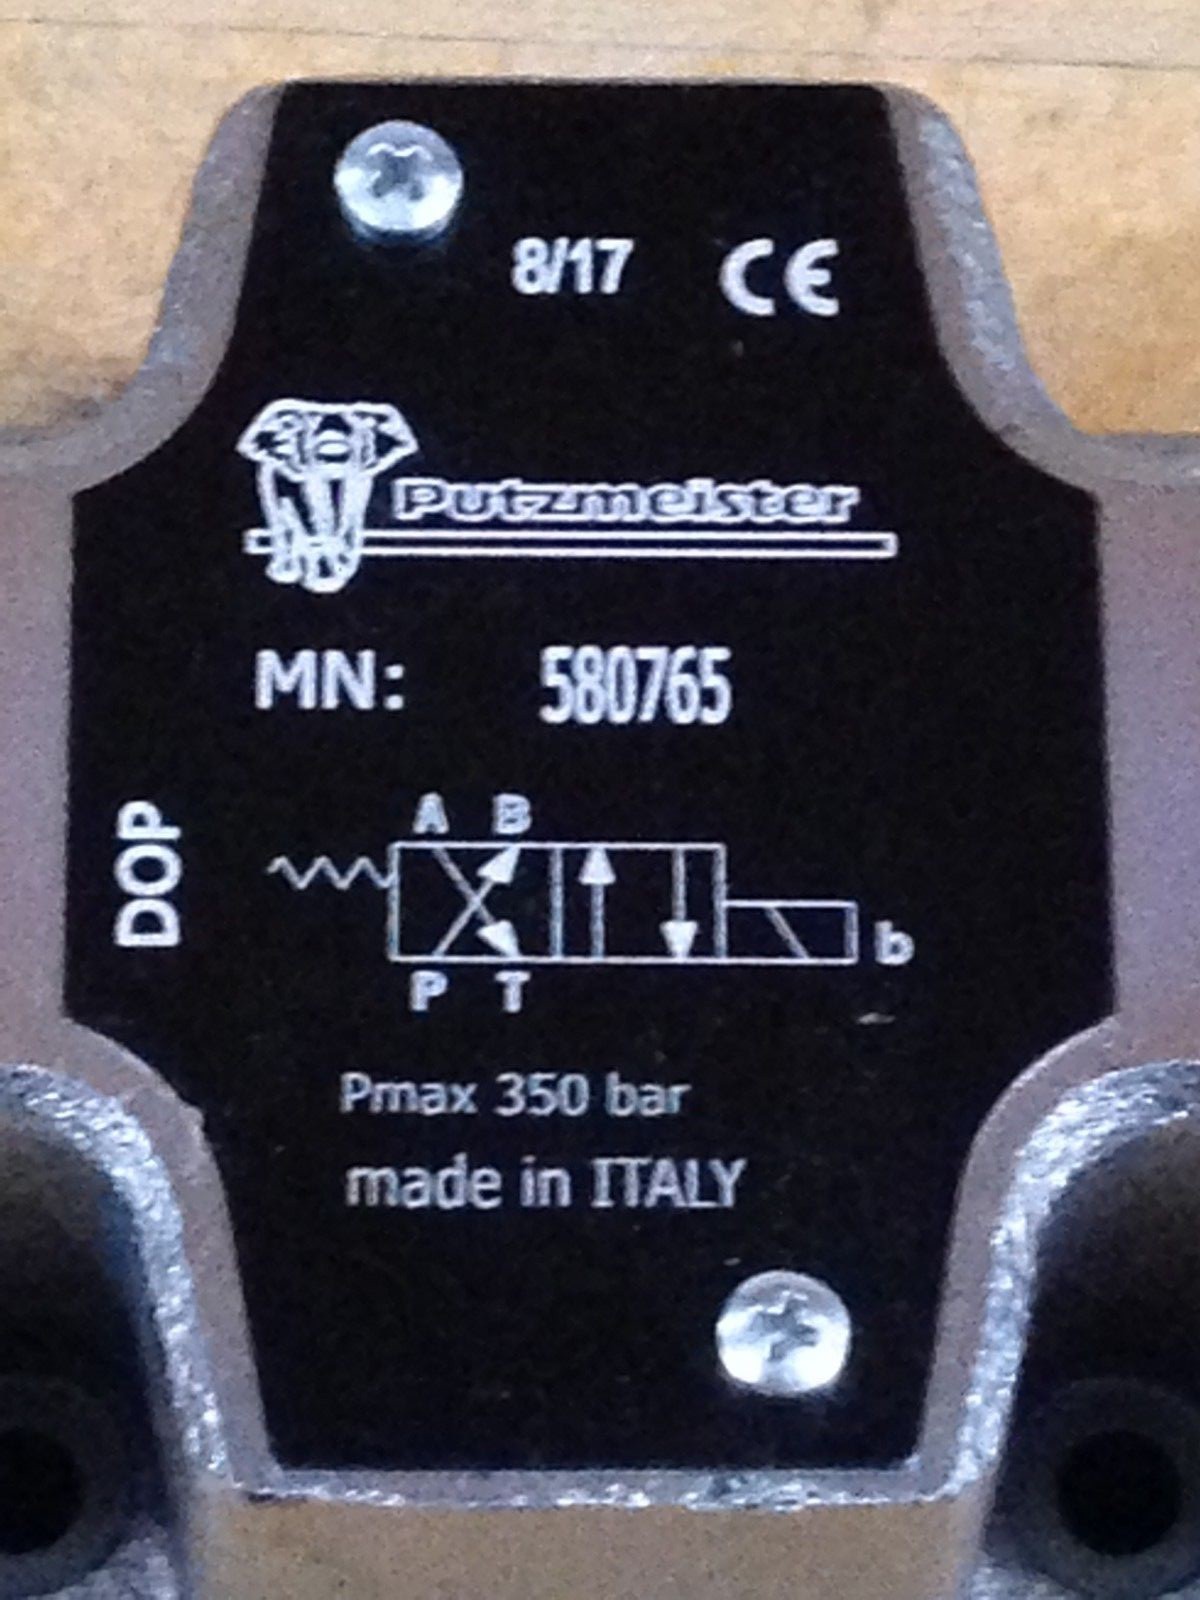 8/17 CE
Putzmeister
MN: 580765
DOP
A B
b
P T
Pmax 350 bar
made in ITALY